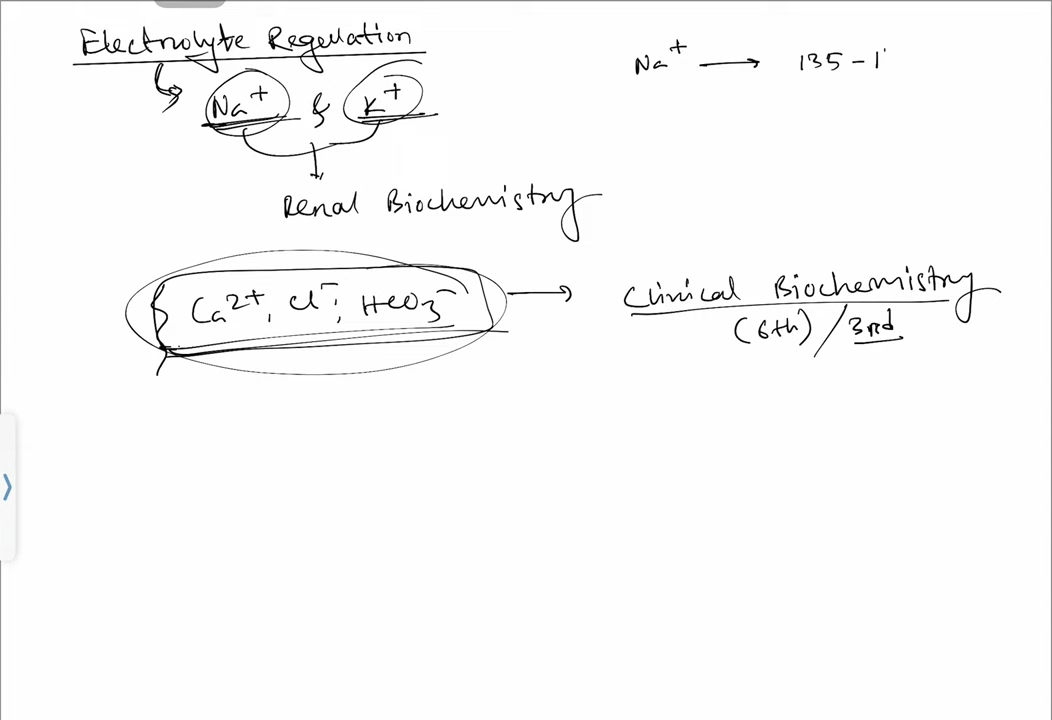 Electrolyte Regulation
Na+ → 135-1
Na+ & K+
Renal Biochemistry
Ca2+, Cl-; HCO3-
→ Clinical Biochemistry
(6th) / 3rd